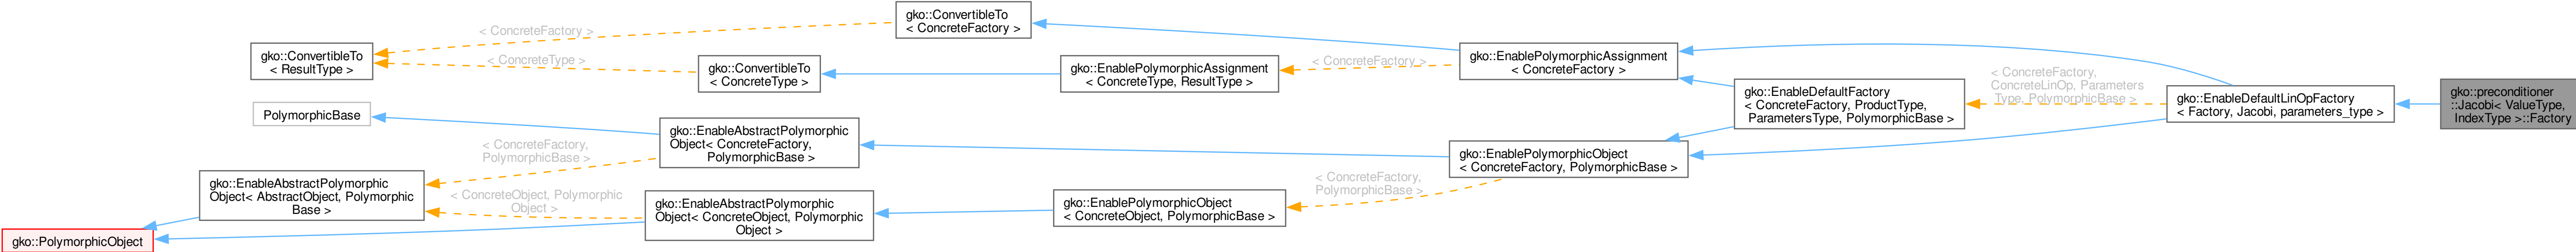 gko::ConvertibleTo
< ConcreteFactory >
< ConcreteFactory >
gko::ConvertibleTo
< ResultType >
< ConcreteType >
gko::ConvertibleTo
< ConcreteType >
gko::EnablePolymorphicAssignment
< ConcreteType, ResultType >
< ConcreteFactory >
gko::EnablePolymorphicAssignment
< ConcreteFactory >
PolymorphicBase
gko::EnableAbstractPolymorphic
Object< ConcreteFactory,
PolymorphicBase >
< ConcreteFactory,
PolymorphicBase >
gko::EnableDefaultFactory
< ConcreteFactory, ProductType,
ParametersType, PolymorphicBase >
< ConcreteFactory,
ConcreteLinOp, Parameters
Type, PolymorphicBase >
gko::EnableDefaultLinOpFactory
< Factory, Jacobi, parameters_type >
gko::preconditioner
::Jacobi< ValueType,
IndexType >::Factory
gko::EnablePolymorphicObject
< ConcreteFactory, PolymorphicBase >
gko::EnableAbstractPolymorphic
Object< AbstractObject, Polymorphic
Base >
< ConcreteObject, Polymorphic
Object >
gko::EnableAbstractPolymorphic
Object< ConcreteObject, Polymorphic
Object >
gko::EnablePolymorphicObject
< ConcreteObject, PolymorphicBase >
< ConcreteFactory,
PolymorphicBase >
gko::PolymorphicObject